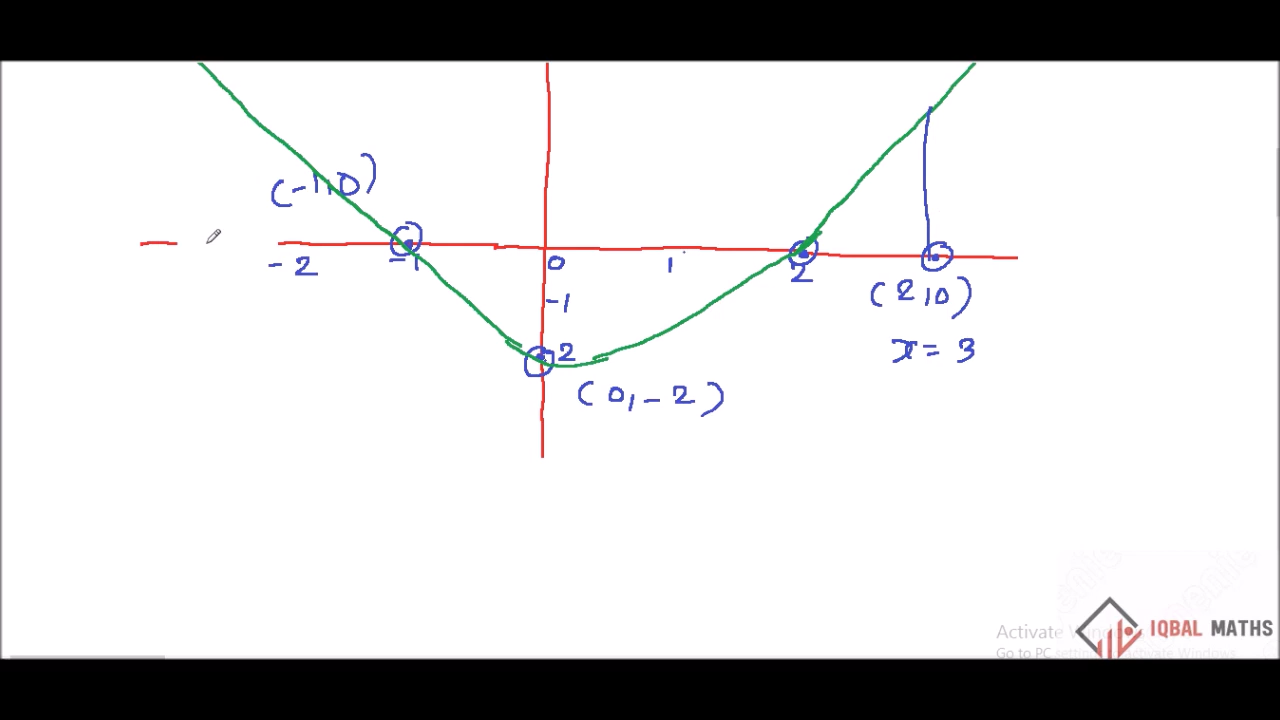 (-1,0)
-2 -1 0 1 2
-1
-2
(2,0)
x = 3
(0,-2)
Activate Windows
Go to PC settings to activate Windows
IQBAL MATHS